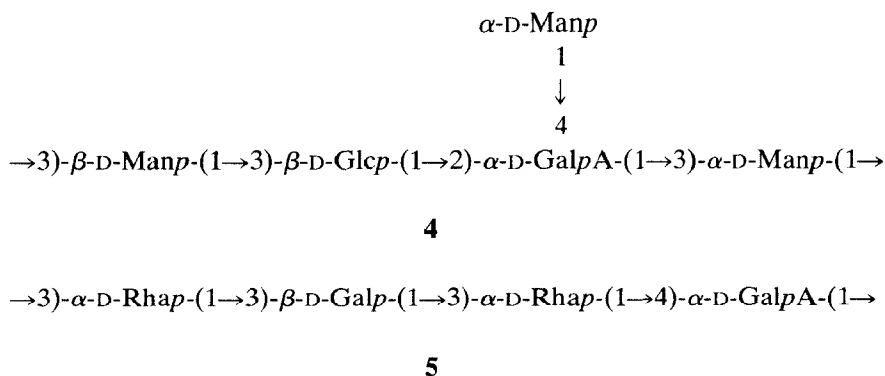 α-D-Manp
1
↓
4
→3)-β-D-Manp-(1→3)-β-D-Glcp-(1→2)-α-D-GalpA-(1→3)-α-D-Manp-(1→
4
→3)-α-D-Rhap-(1→3)-β-D-Galp-(1→3)-α-D-Rhap-(1→4)-α-D-GalpA-(1→
5